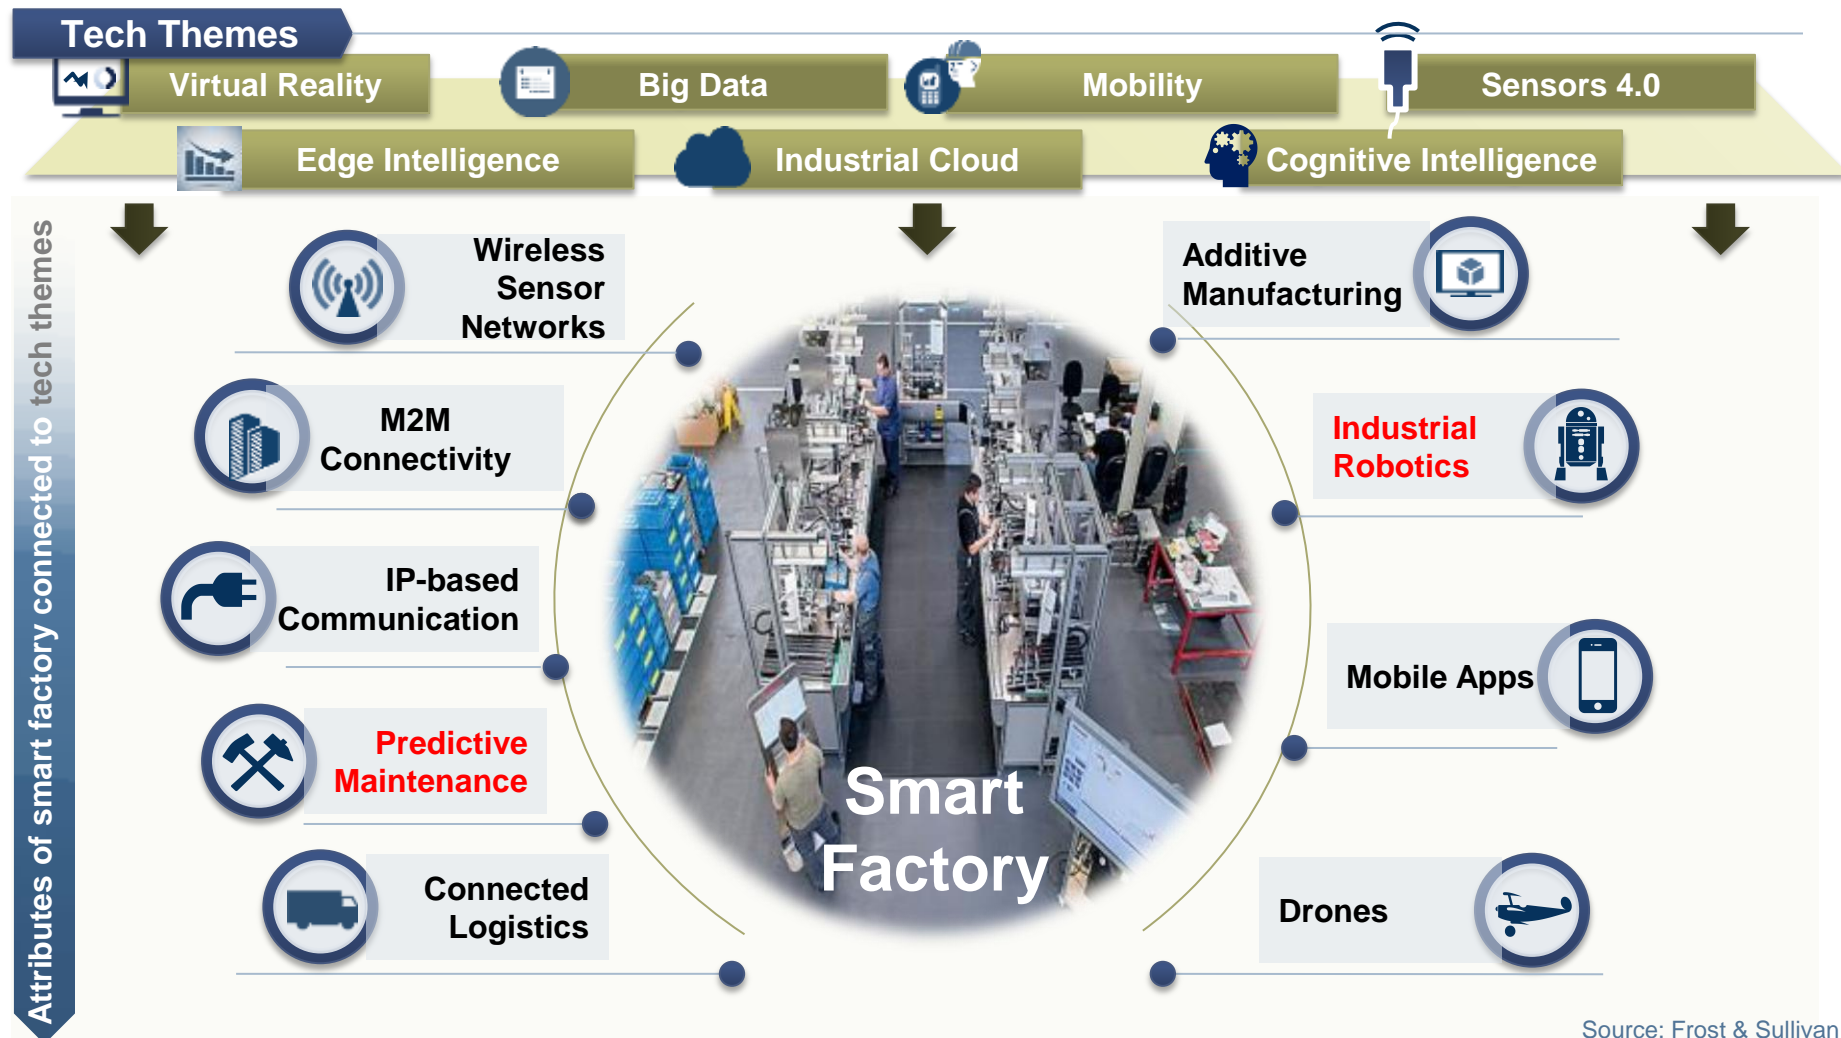 Tech Themes
Virtual Reality
Big Data
Mobility
Sensors 4.0
Edge Intelligence
Industrial Cloud
Cognitive Intelligence
Attributes of smart factory connected to tech themes
Wireless
Sensor
Networks
M2M
Connectivity
IP-based
Communication
Predictive
Maintenance
Connected
Logistics
Smart
Factory
Additive
Manufacturing
Industrial
Robotics
Mobile Apps
Drones
Source: Frost & Sullivan